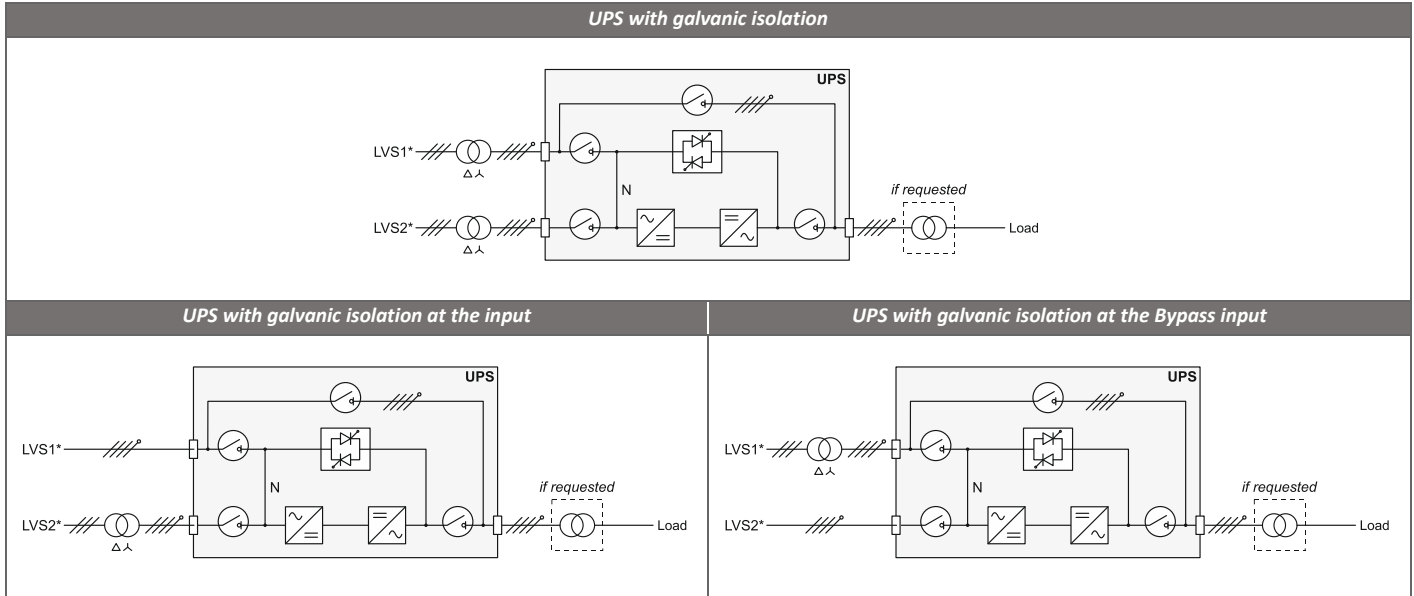 UPS with galvanic isolation
UPS
LVS1*
N
if requested
LVS2*
Load
UPS with galvanic isolation at the input
UPS with galvanic isolation at the Bypass input
UPS
LVS1*
N
if requested
LVS2*
Load
UPS
LVS1*
N
if requested
LVS2*
Load